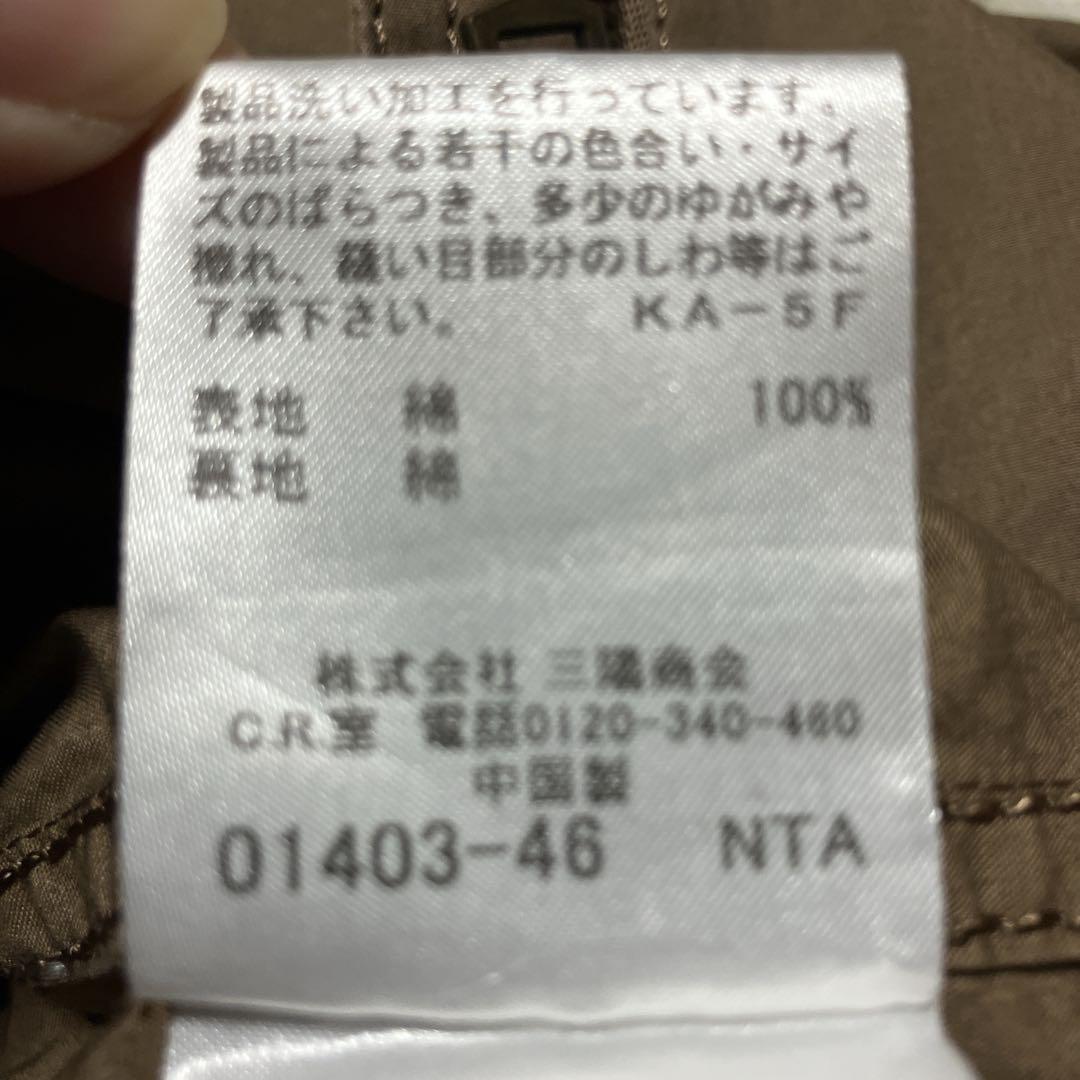 製品洗い加工を行っています。
製品による若干の色合い・サイ
ズのばらつき、多少のゆがみや
擦れ、縫い目部分のしわ等はご
了承下さい。 KA-5F
表地 綿 100%
裏地 綿
株式会社 三陽商会
C.R.室 電話0120-340-460
中国製
01403-46 NTA